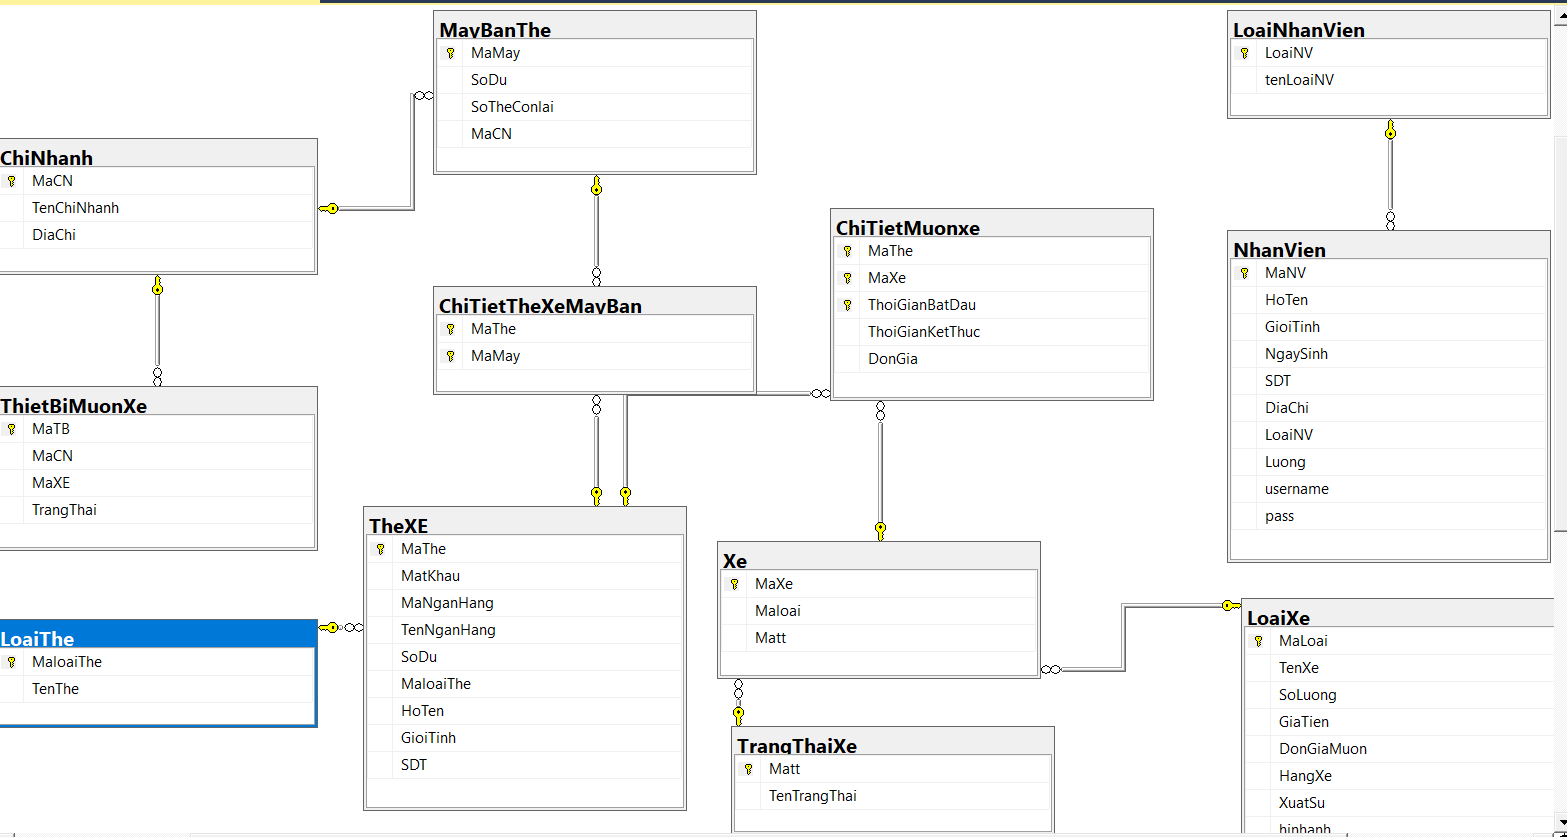 MayBanThe
MaMay
SoDu
SoTheConlai
MaCN
LoaiNhanVien
LoaiNV
tenLoaiNV
ChiNhanh
MaCN
TenChiNhanh
DiaChi
ChiTietMuonxe
MaThe
MaXe
ThoiGianBatDau
ThoiGianKetThuc
DonGia
NhanVien
MaNV
HoTen
GioiTinh
NgaySinh
SDT
DiaChi
LoaiNV
Luong
username
pass
ChiTietTheXeMayBan
MaThe
MaMay
ThietBiMuonXe
MaTB
MaCN
MaXE
TrangThai
TheXE
MaThe
MatKhau
MaNganHang
TenNganHang
SoDu
MaloaiThe
HoTen
GioiTinh
SDT
Xe
MaXe
Maloai
Matt
LoaiThe
MaloaiThe
TenThe
LoaiXe
MaLoai
TenXe
SoLuong
GiaTien
DonGiaMuon
HangXe
XuatSu
hinhanh
TrangThaiXe
Matt
TenTrangThai